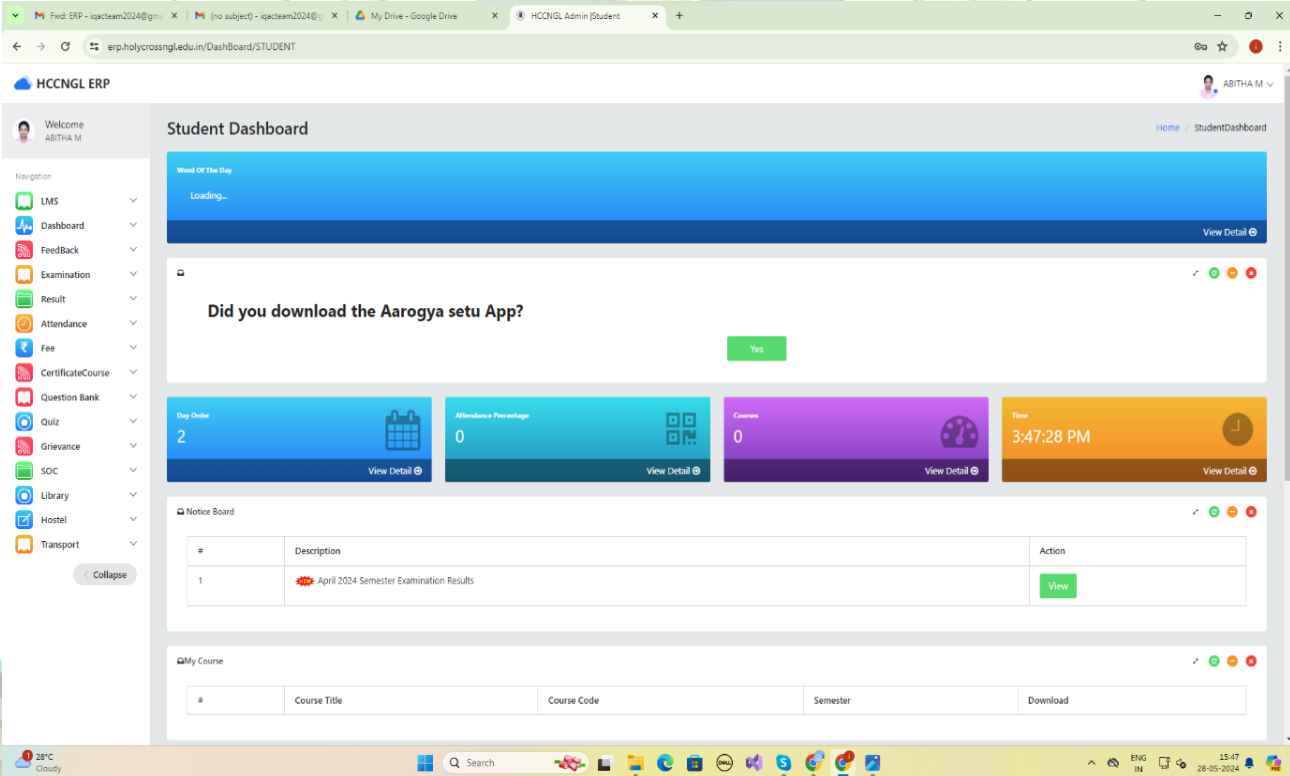 Fwd: ERP - iqacteam2024@gm
(no subject) - iqacteam2024@g
My Drive - Google Drive
HCCNGL Admin |Student
erp.holycrossngl.edu.in/DashBoard/STUDENT
HCCNGL ERP
ABITHA M
Welcome
ABITHA M
Navigation
LMS
Dashboard
FeedBack
Examination
Result
Attendance
Fee
CertificateCourse
Question Bank
Quiz
Grievance
SOC
Library
Hostel
Transport
Collapse
Student Dashboard
Home / StudentDashboard
Word Of The Day
Loading...
View Detail
Did you download the Aarogya setu App?
Yes
Day Order
2
View Detail
Attendance Percentage
0
View Detail
Courses
0
View Detail
Time
3:47:28 PM
View Detail
Notice Board
# Description Action
1 NEW April 2024 Semester Examination Results View
My Course
# Course Title Course Code Semester Download
1
28°C
Cloudy
Search
DELL
ENG
IN
15:47
28-05-2024
PRE